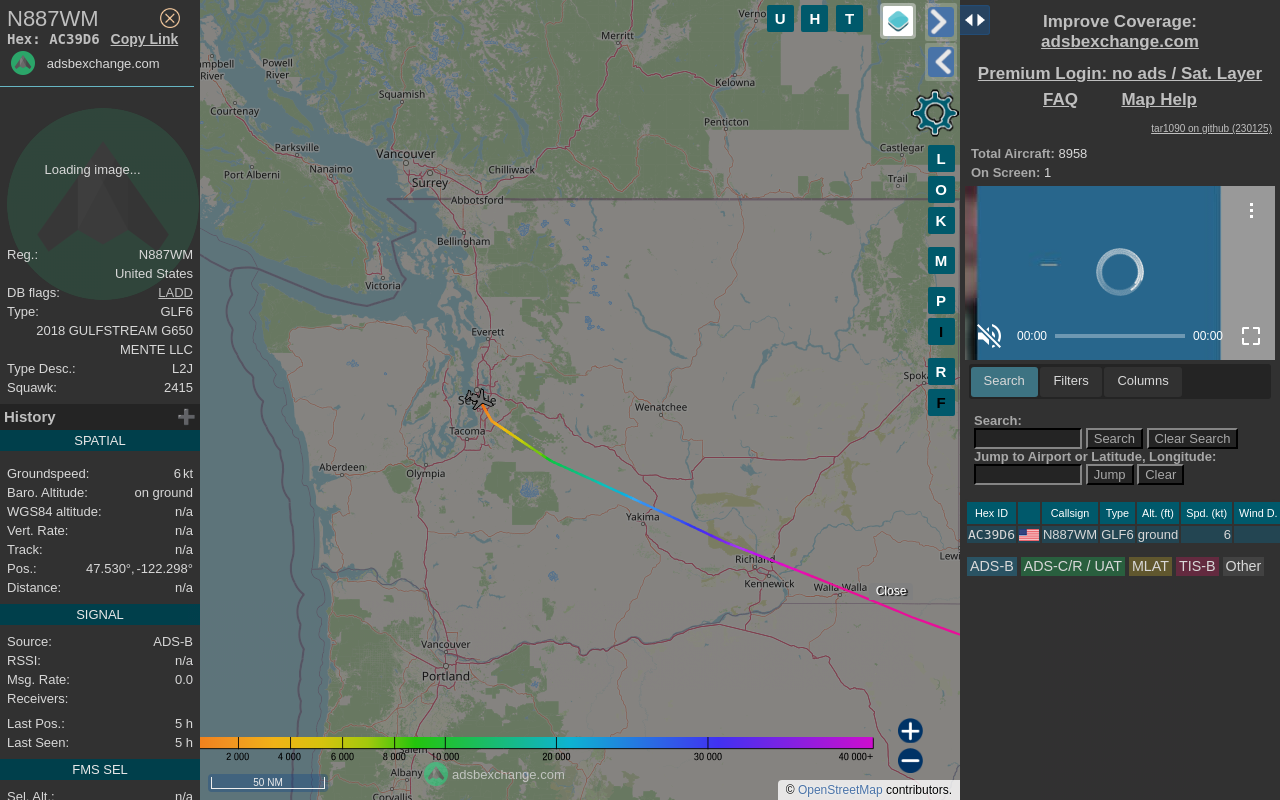 N887WM
Hex: AC39D6 Copy Link
adsbexchange.com
Loading image...
Reg.: N887WM
United States
DB flags: LADD
Type: GLF6
2018 GULFSTREAM G650
MENTE LLC
Type Desc.: L2J
Squawk: 2415
History
SPATIAL
Groundspeed: 6 kt
Baro. Altitude: on ground
WGS84 altitude: n/a
Vert. Rate: n/a
Track: n/a
Pos.: 47.530°, -122.298°
Distance: n/a
SIGNAL
Source: ADS-B
RSSI: n/a
Msg. Rate: 0.0
Receivers:
Last Pos.: 5 h
Last Seen: 5 h
FMS SEL
Sel. Alt.: n/a
U H T
L
O
K
M
P
I
R
F
Merritt
Powell
River
River
Squamish
Kelowna
Courtenay
Penticton
Parksville
Vancouver
Nanaimo
Port Alberni
Surrey
Chilliwack
Castlegar
Trail
Abbotsford
Bellingham
Victoria
Everett
Wenatchee
Tacoma
Aberdeen
Olympia
Yakima
Richland
Kennewick
Walla Walla
Close
Vancouver
Portland
Albany
Corvallis
2 000 4 000 6 000 8 000 10 000 20 000 30 000 40 000+
50 NM
adsbexchange.com
© OpenStreetMap contributors.
Improve Coverage:
adsbexchange.com
Premium Login: no ads / Sat. Layer
FAQ Map Help
tar1090 on github (230125)
Total Aircraft: 8958
On Screen: 1
00:00 00:00
Search Filters Columns
Search:
Search Clear Search
Jump to Airport or Latitude, Longitude:
Jump Clear
Hex ID Callsign Type Alt. (ft) Spd. (kt) Wind D.
AC39D6 N887WM GLF6 ground 6
ADS-B ADS-C/R / UAT MLAT TIS-B Other